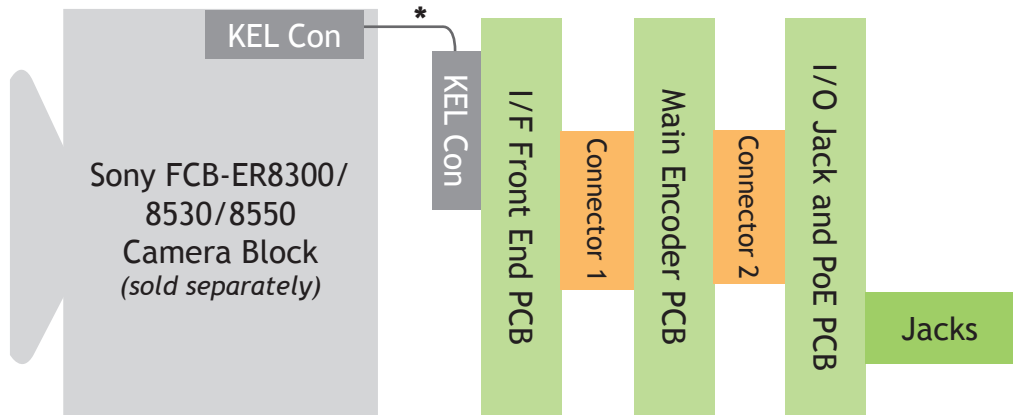 *
KEL Con
KEL Con
Sony FCB-ER8300/
8530/8550
Camera Block
(sold separately)
I/F Front End PCB
Connector 1
Main Encoder PCB
Connector 2
I/O Jack and PoE PCB
Jacks